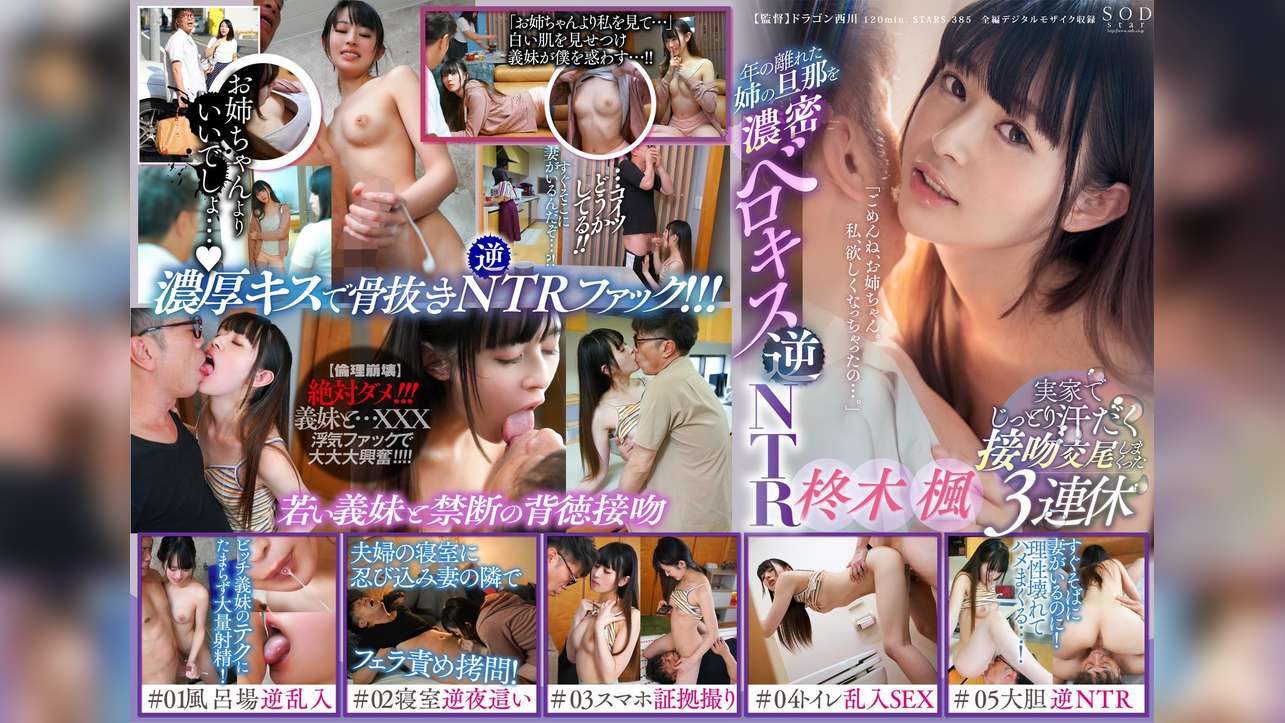 「お姉ちゃんより私を見て…」
白い肌を見せつけ
義妹が僕を惑わす…!!
お姉ちゃんより
いいでしょ…♥
すぐそこに
妻がいるんだぞ…?!
…コイツ
どうかしてる!!
濃厚キスで骨抜き逆NTRファック!!!
【倫理崩壊】
絶対ダメ!!!
義妹と…XXX
浮気ファックで
大大大興奮!!!!
若い義妹と禁断の背徳接吻
【監督】ドラゴン西川 120min. STARS-385 全編デジタルモザイク収録
SOD
star
年の離れた
姉の旦那を
濃密
ベロキス
逆
NTR
「ごめんね、お姉ちゃん。
私、欲しくなっちゃったの…。」
実家で
じっとり汗だく
接吻交尾しまくった
3連休
柊木楓
ビッチ義妹のテクに
たまらず大量射精!
#01風呂場逆乱入
夫婦の寝室に
忍び込み妻の隣で
フェラ責め拷問!
#02寝室逆夜這い
#03スマホ証拠撮り
#04トイレ乱入SEX
すぐそばに
妻がいるのに!
理性壊れて
ハメまくる…!
#05大胆逆NTR